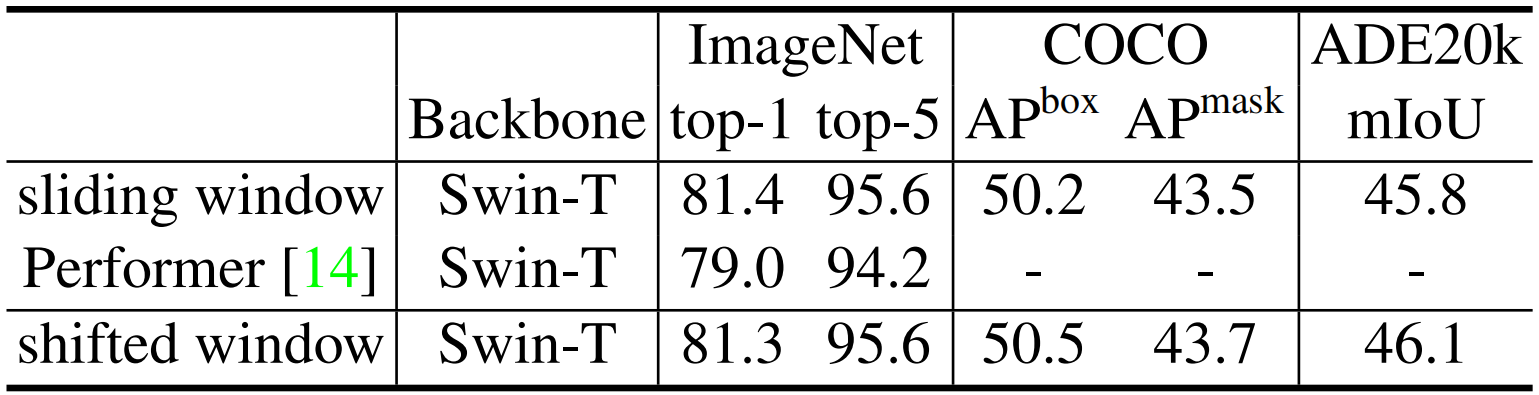 ImageNet COCO ADE20k
Backbone top-1 top-5 AP^box AP^mask mIoU
sliding window Swin-T 81.4 95.6 50.2 43.5 45.8
Performer [14] Swin-T 79.0 94.2 - - -
shifted window Swin-T 81.3 95.6 50.5 43.7 46.1